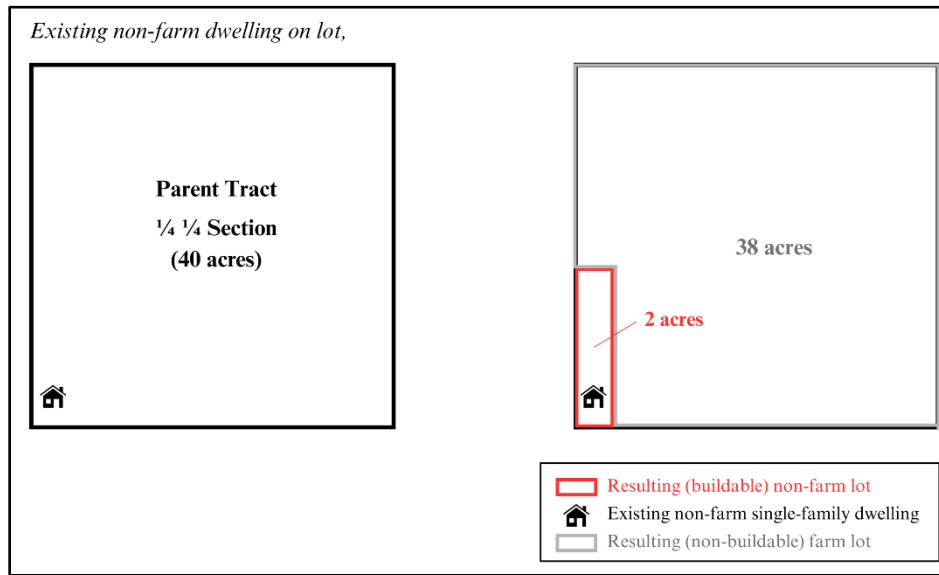 Existing non-farm dwelling on lot,
Parent Tract
¼ ¼ Section
(40 acres)
38 acres
2 acres
Resulting (buildable) non-farm lot
Existing non-farm single-family dwelling
Resulting (non-buildable) farm lot